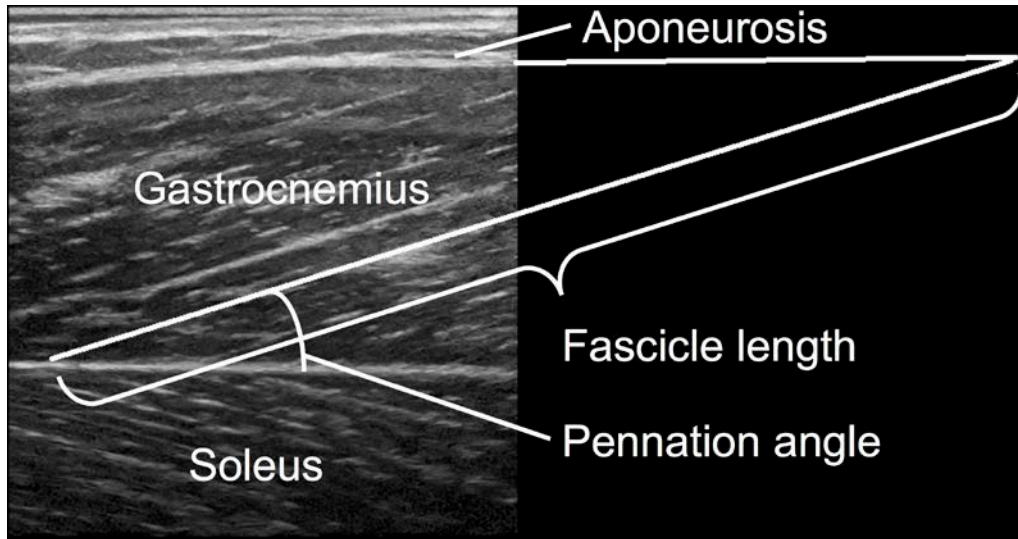 Aponeurosis
Gastrocnemius
Fascicle length
Pennation angle
Soleus